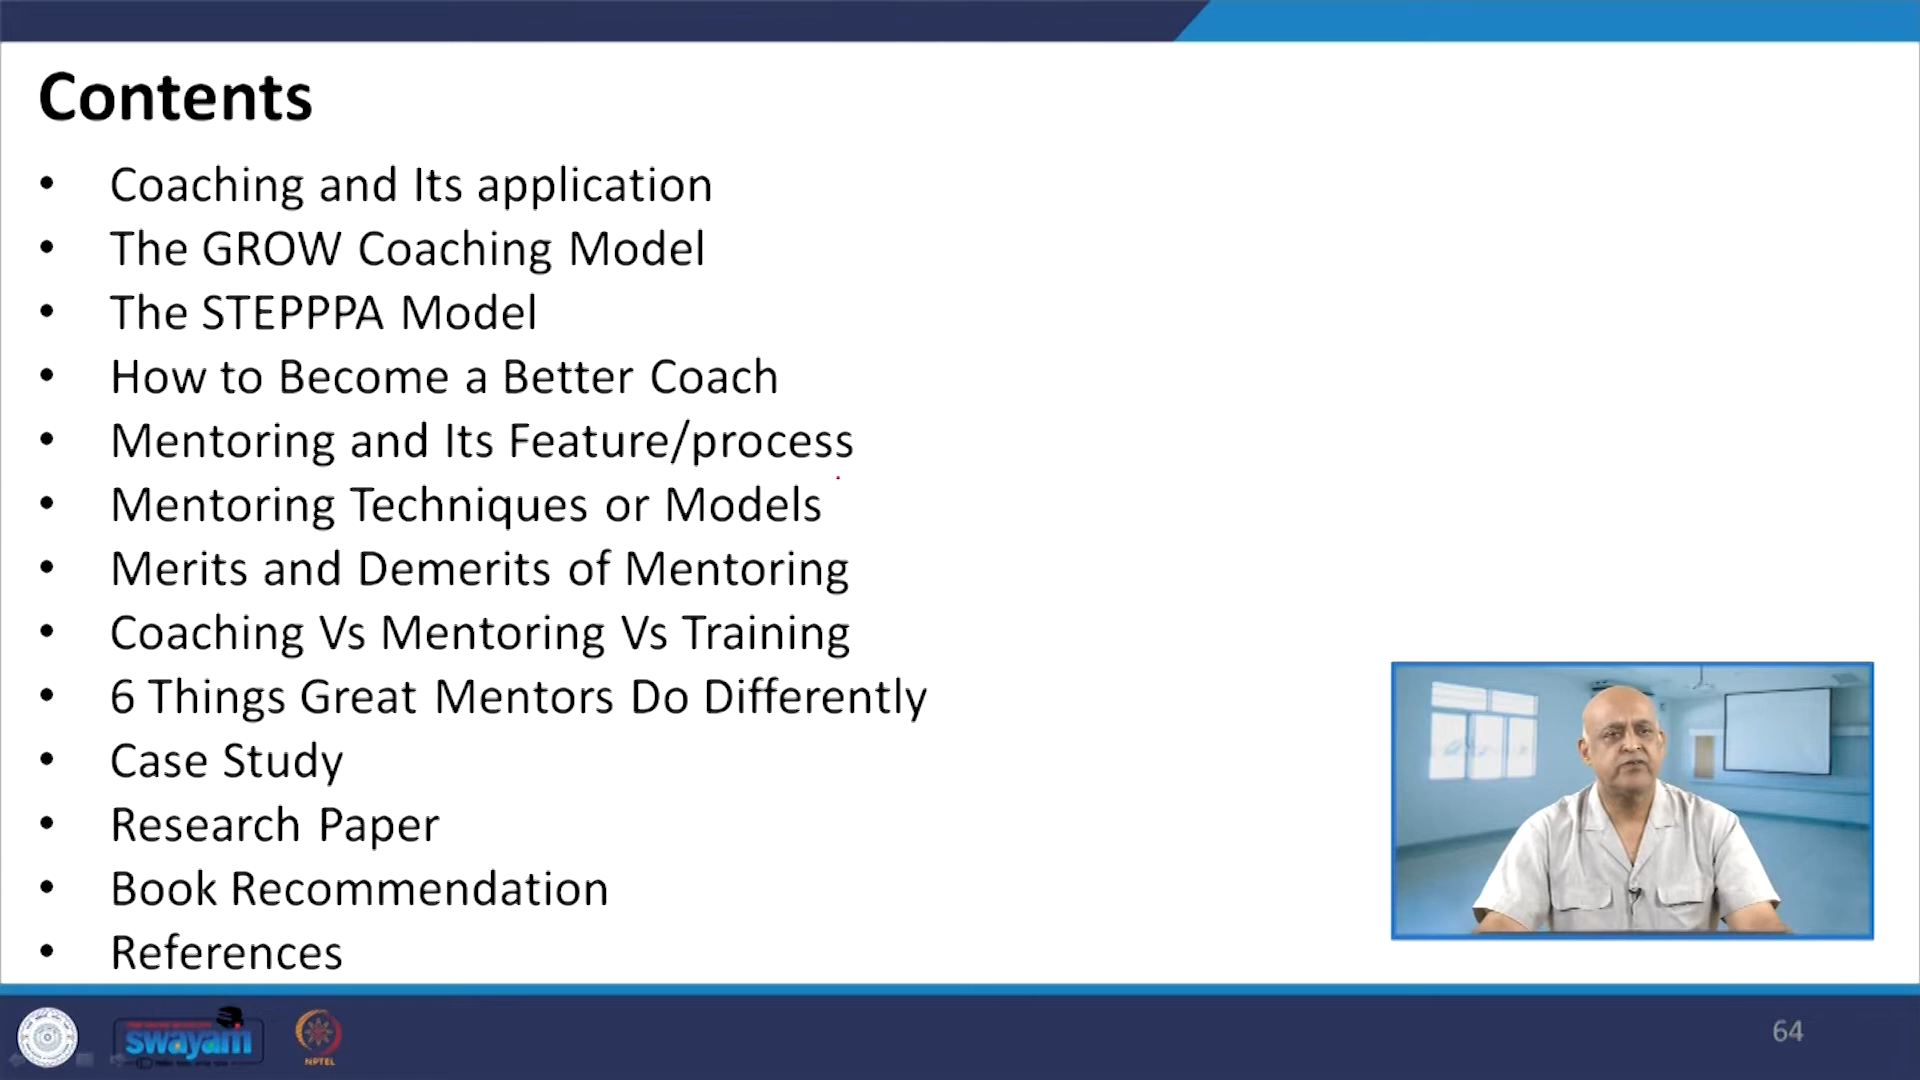 Contents
• Coaching and Its application
• The GROW Coaching Model
• The STEPPPA Model
• How to Become a Better Coach
• Mentoring and Its Feature/process
• Mentoring Techniques or Models
• Merits and Demerits of Mentoring
• Coaching Vs Mentoring Vs Training
• 6 Things Great Mentors Do Differently
• Case Study
• Research Paper
• Book Recommendation
• References
swayam
NPTEL
64